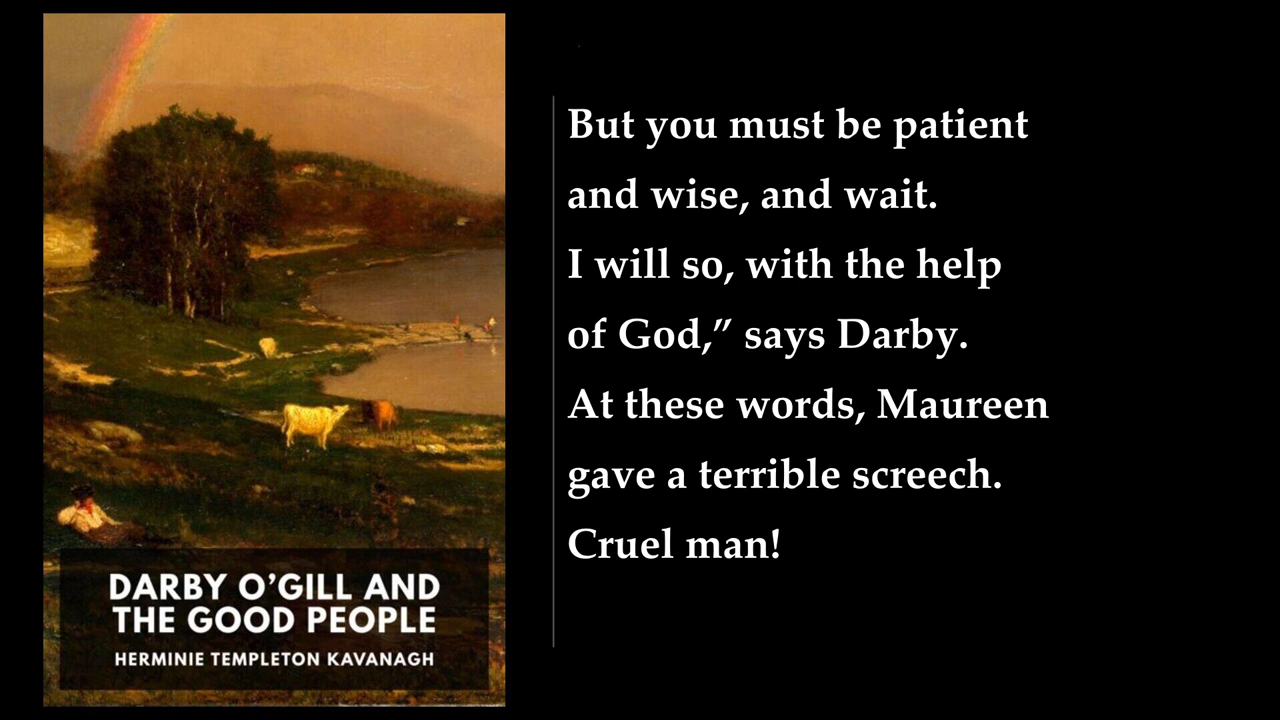 DARBY O’GILL AND
THE GOOD PEOPLE
HERMINIE TEMPLETON KAVANAGH
But you must be patient
and wise, and wait.
I will so, with the help
of God,” says Darby.
At these words, Maureen
gave a terrible screech.
Cruel man!